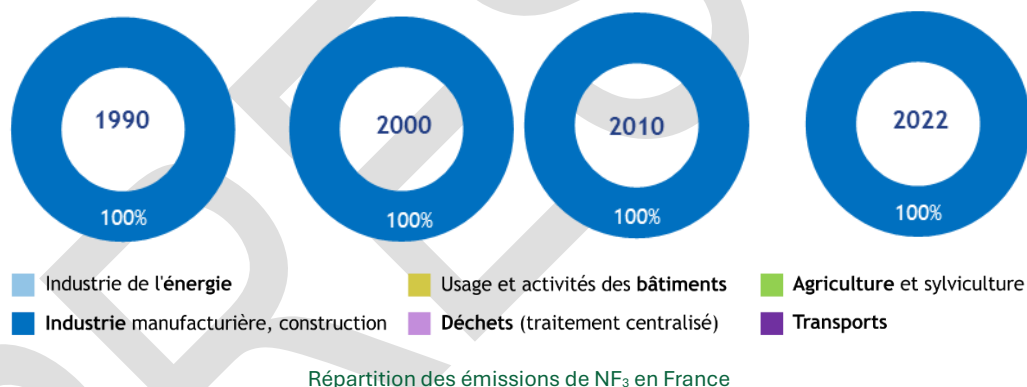 1990
2000
2010
2022
100%
100%
100%
100%
Industrie de l'énergie
Usage et activités des bâtiments
Agriculture et sylviculture
Industrie manufacturière, construction
Déchets (traitement centralisé)
Transports
Répartition des émissions de NF₃ en France